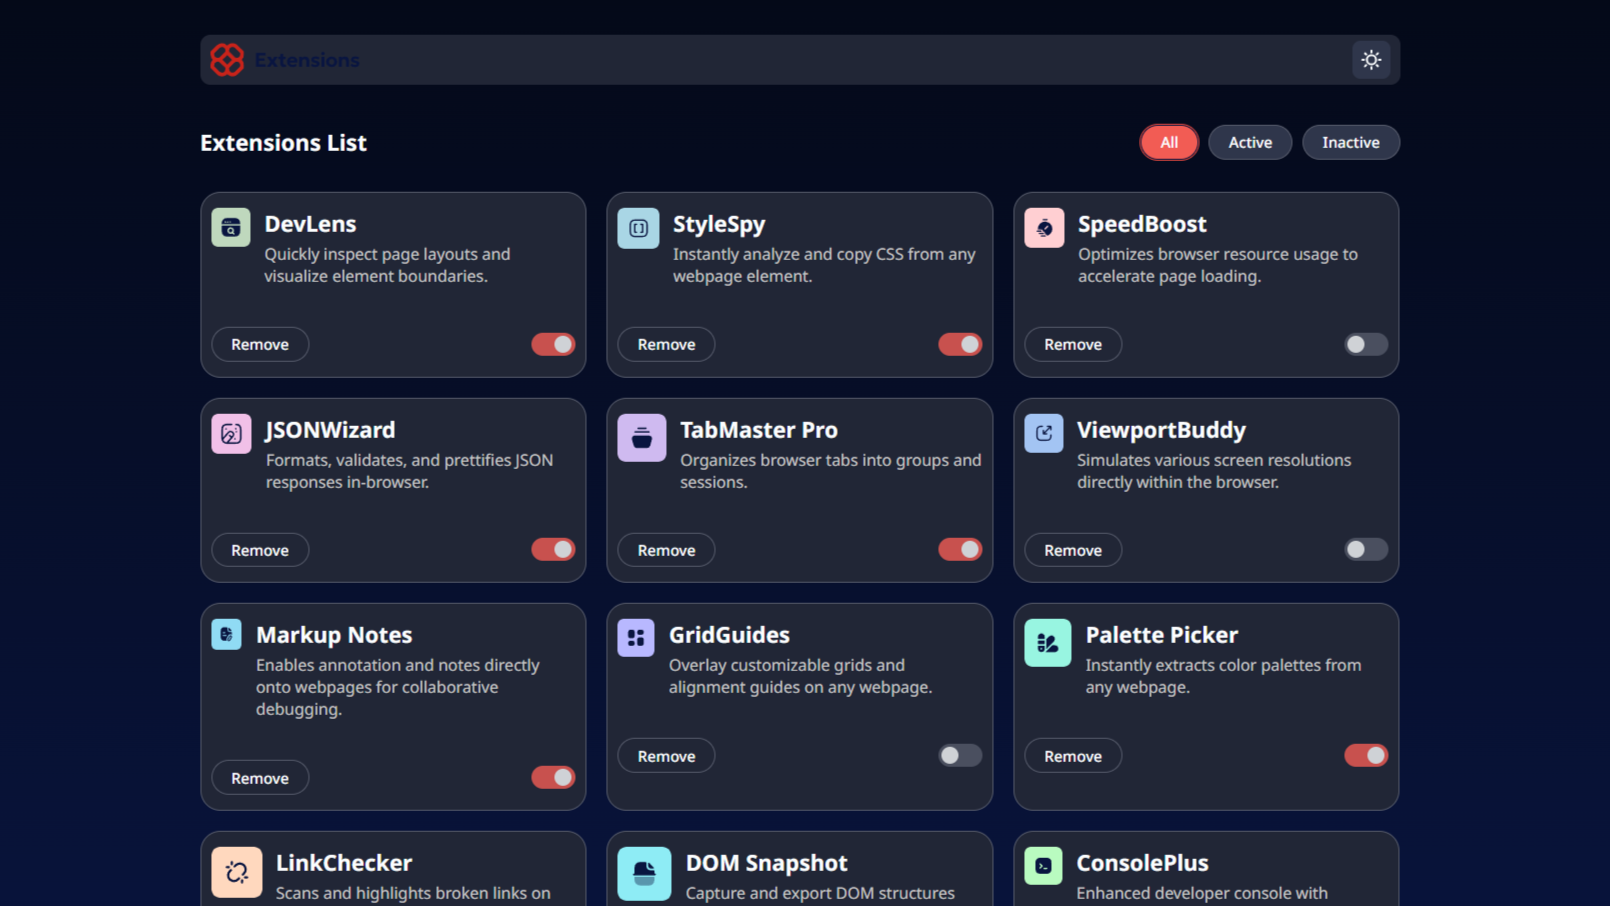 Extensions
Extensions List
All
Active
Inactive
DevLens
Quickly inspect page layouts and
visualize element boundaries.
Remove
StyleSpy
Instantly analyze and copy CSS from any
webpage element.
Remove
SpeedBoost
Optimizes browser resource usage to
accelerate page loading.
Remove
JSONWizard
Formats, validates, and prettifies JSON
responses in-browser.
Remove
TabMaster Pro
Organizes browser tabs into groups and
sessions.
Remove
ViewportBuddy
Simulates various screen resolutions
directly within the browser.
Remove
Markup Notes
Enables annotation and notes directly
onto webpages for collaborative
debugging.
Remove
GridGuides
Overlay customizable grids and
alignment guides on any webpage.
Remove
Palette Picker
Instantly extracts color palettes from
any webpage.
Remove
LinkChecker
Scans and highlights broken links on
DOM Snapshot
Capture and export DOM structures
ConsolePlus
Enhanced developer console with